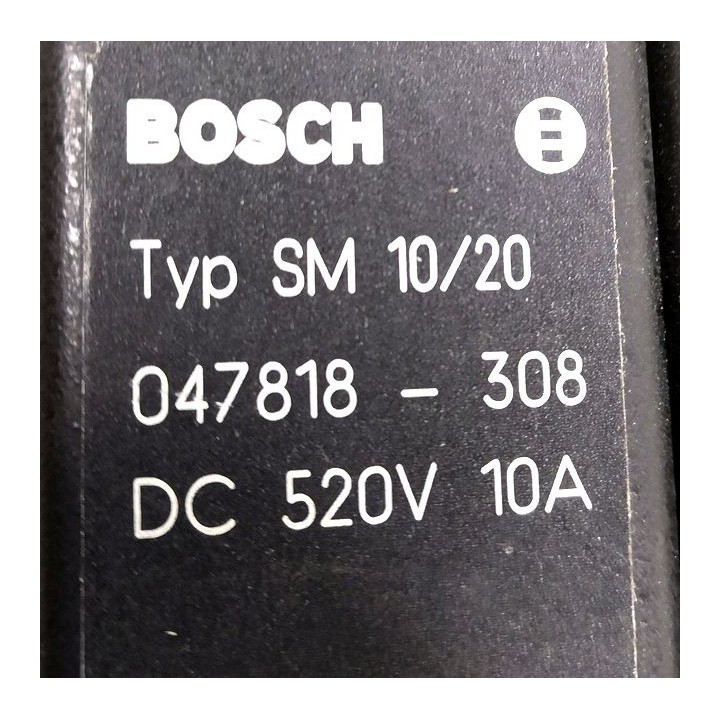 BOSCH
Typ SM 10/20
047818 - 308
DC 520V 10A